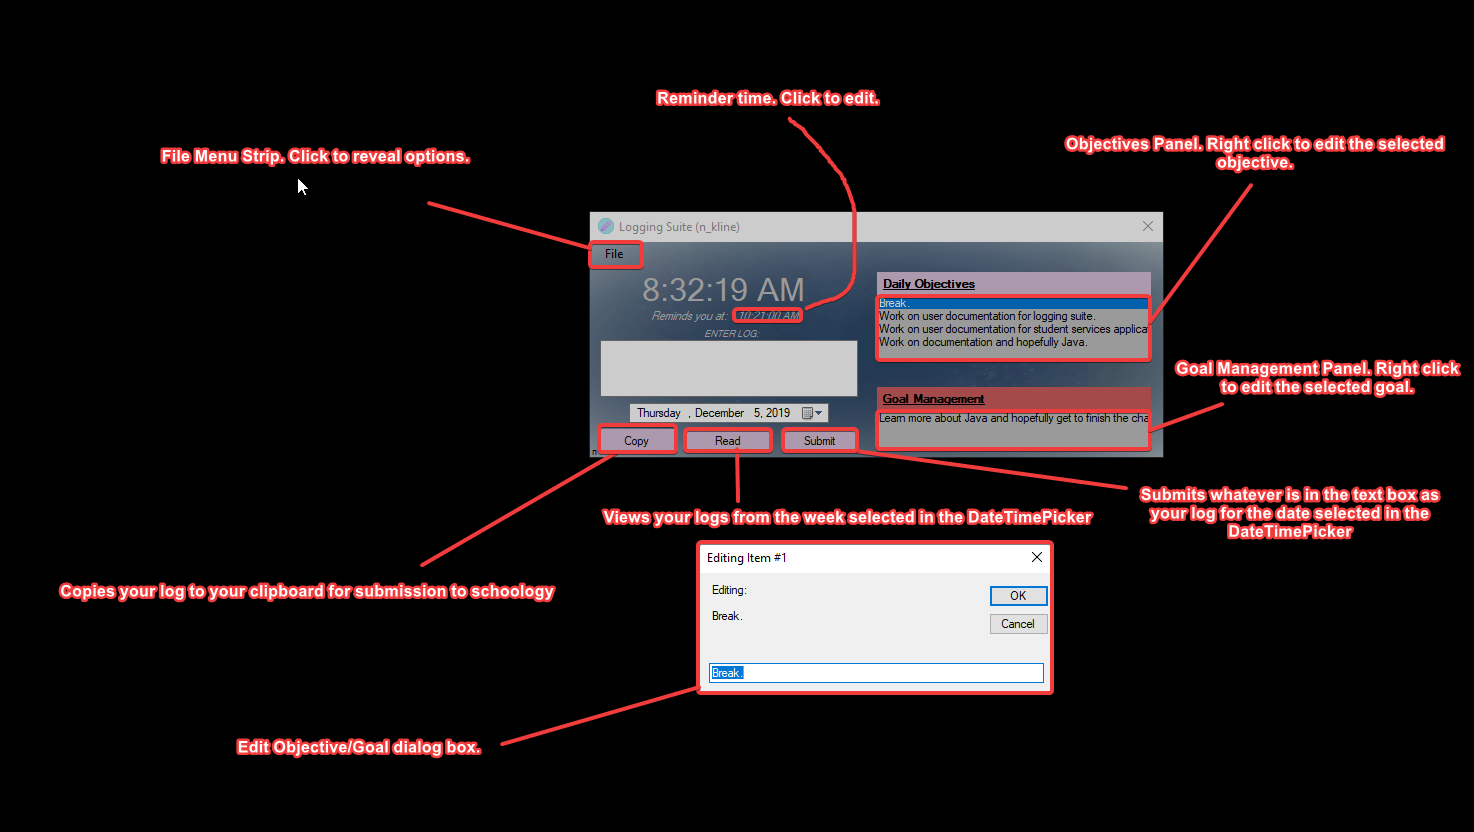 Reminder time. Click to edit.
File Menu Strip. Click to reveal options.
Objectives Panel. Right click to edit the selected
objective.
Logging Suite (n_kline)
File
8:32:19 AM
Reminds you at: 10:21:00 AM
ENTER LOG:
Thursday , December 5, 2019
Copy
Read
Submit
n
Daily Objectives
Break.
Work on user documentation for logging suite.
Work on user documentation for student services applicat
Work on documentation and hopefully Java.
Goal Management
Learn more about Java and hopefully get to finish the cha
Goal Management Panel. Right click
to edit the selected goal.
Submits whatever is in the text box as
your log for the date selected in the
DateTimePicker
Views your logs from the week selected in the DateTimePicker
Copies your log to your clipboard for submission to schoology
Editing Item #1
Editing:
Break.
OK
Cancel
Break.
Edit Objective/Goal dialog box.